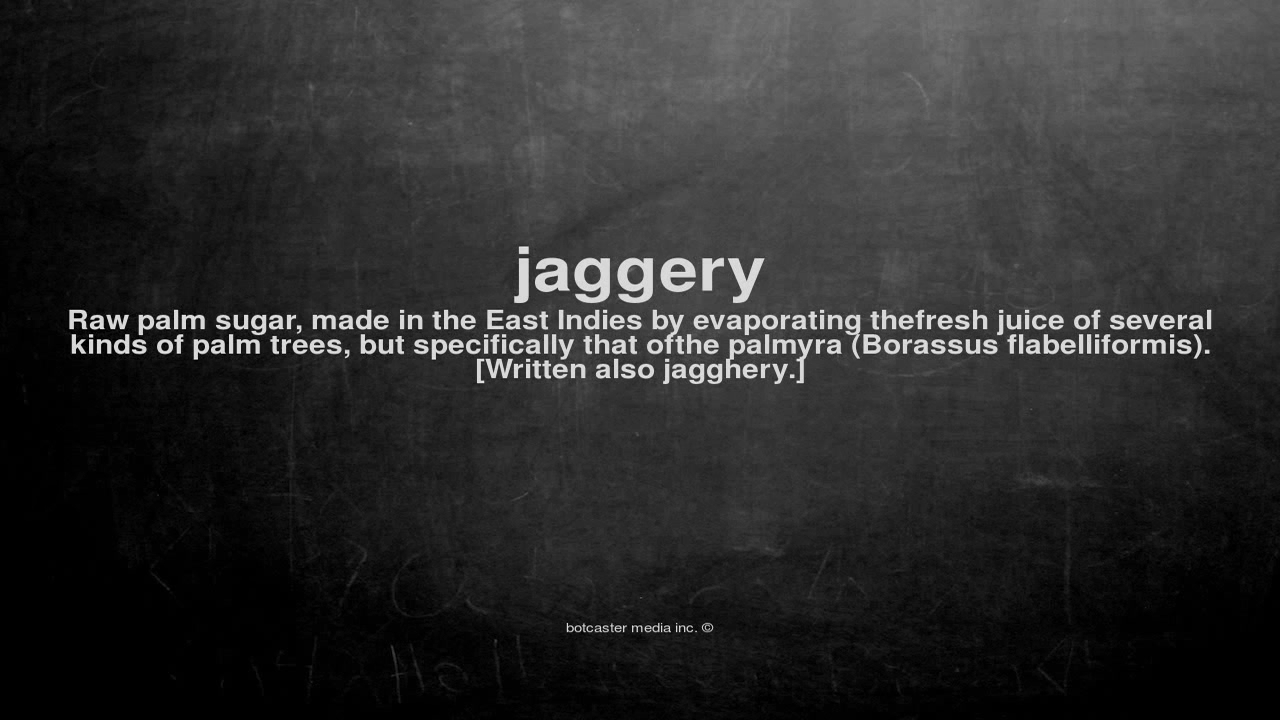 jaggery
Raw palm sugar, made in the East Indies by evaporating thefresh juice of several
kinds of palm trees, but specifically that ofthe palmyra (Borassus flabelliformis).
[Written also jagghery.]
botcaster media inc. ©